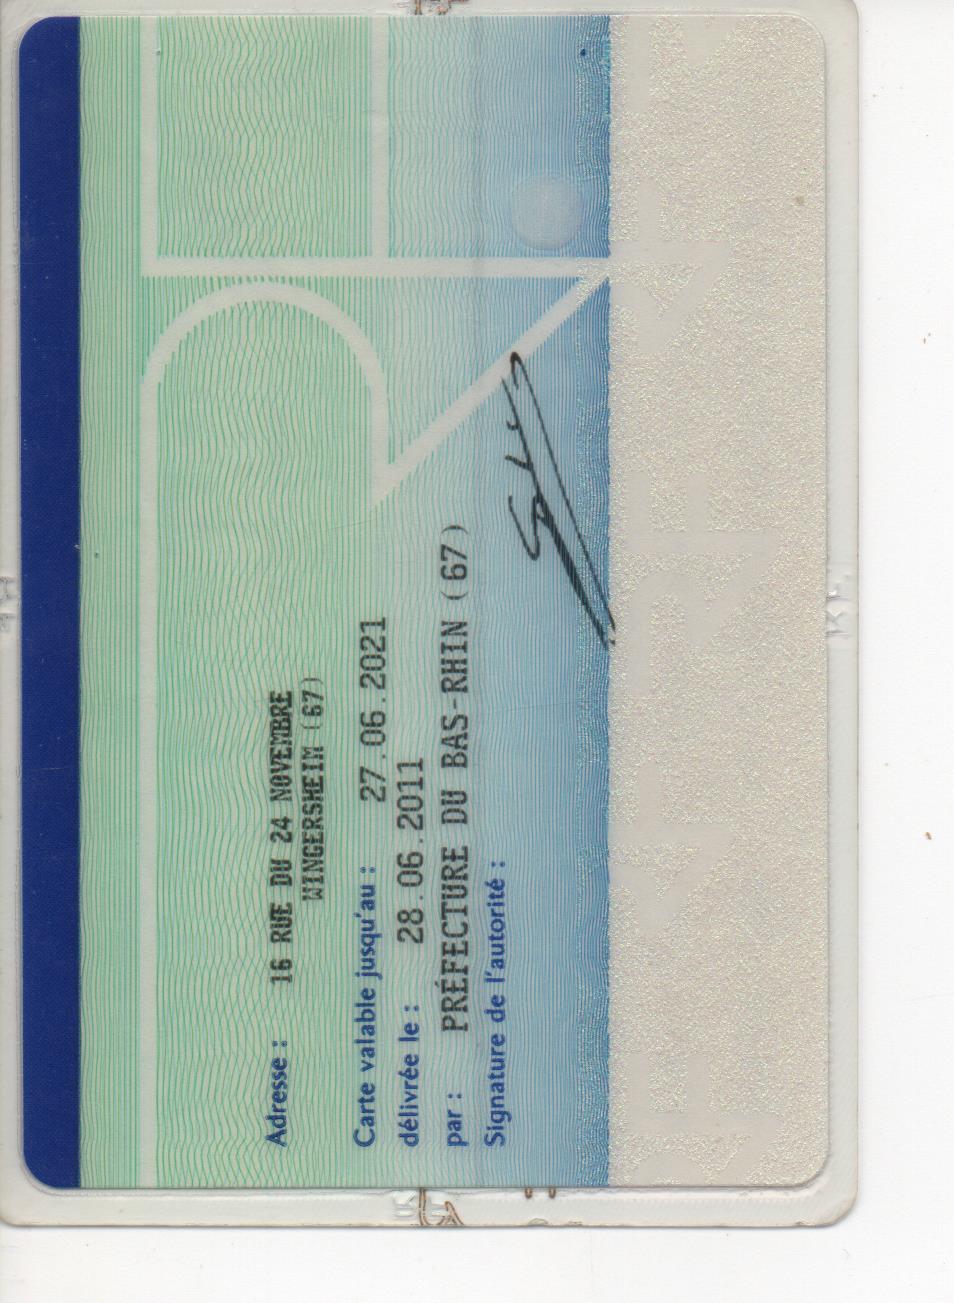 Adresse : 16 RUE DU 24 NOVEMBRE
WINGERSHEIM (67)
Carte valable jusqu'au : 27.06.2021
délivrée le : 28.06.2011
par : PRÉFECTURE DU BAS-RHIN (67)
Signature de l'autorité :